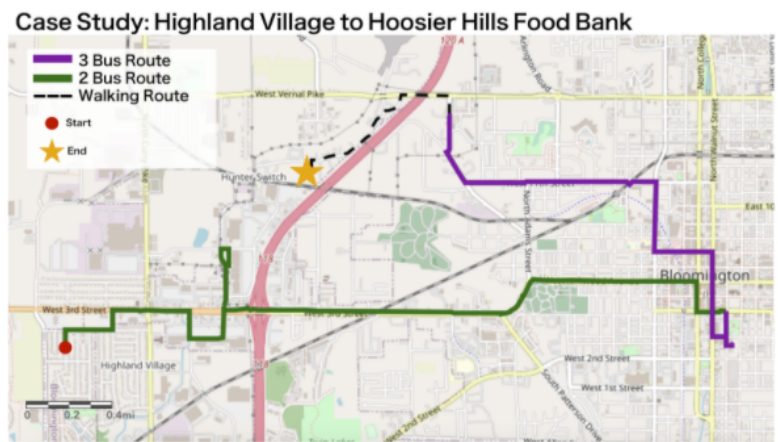 Case Study: Highland Village to Hoosier Hills Food Bank
3 Bus Route
2 Bus Route
Walking Route
Start
End
West Vernal Pike
Arlington Road
North College
North Walnut Street
Hunter Switch
North Adams Street
East 10
Bloomington
West 3rd Street
West 3rd Street
Highland Village
West 2nd Street
West 1st Street
South Patterson Drive
West 2nd Street
0 0.2 0.4mi